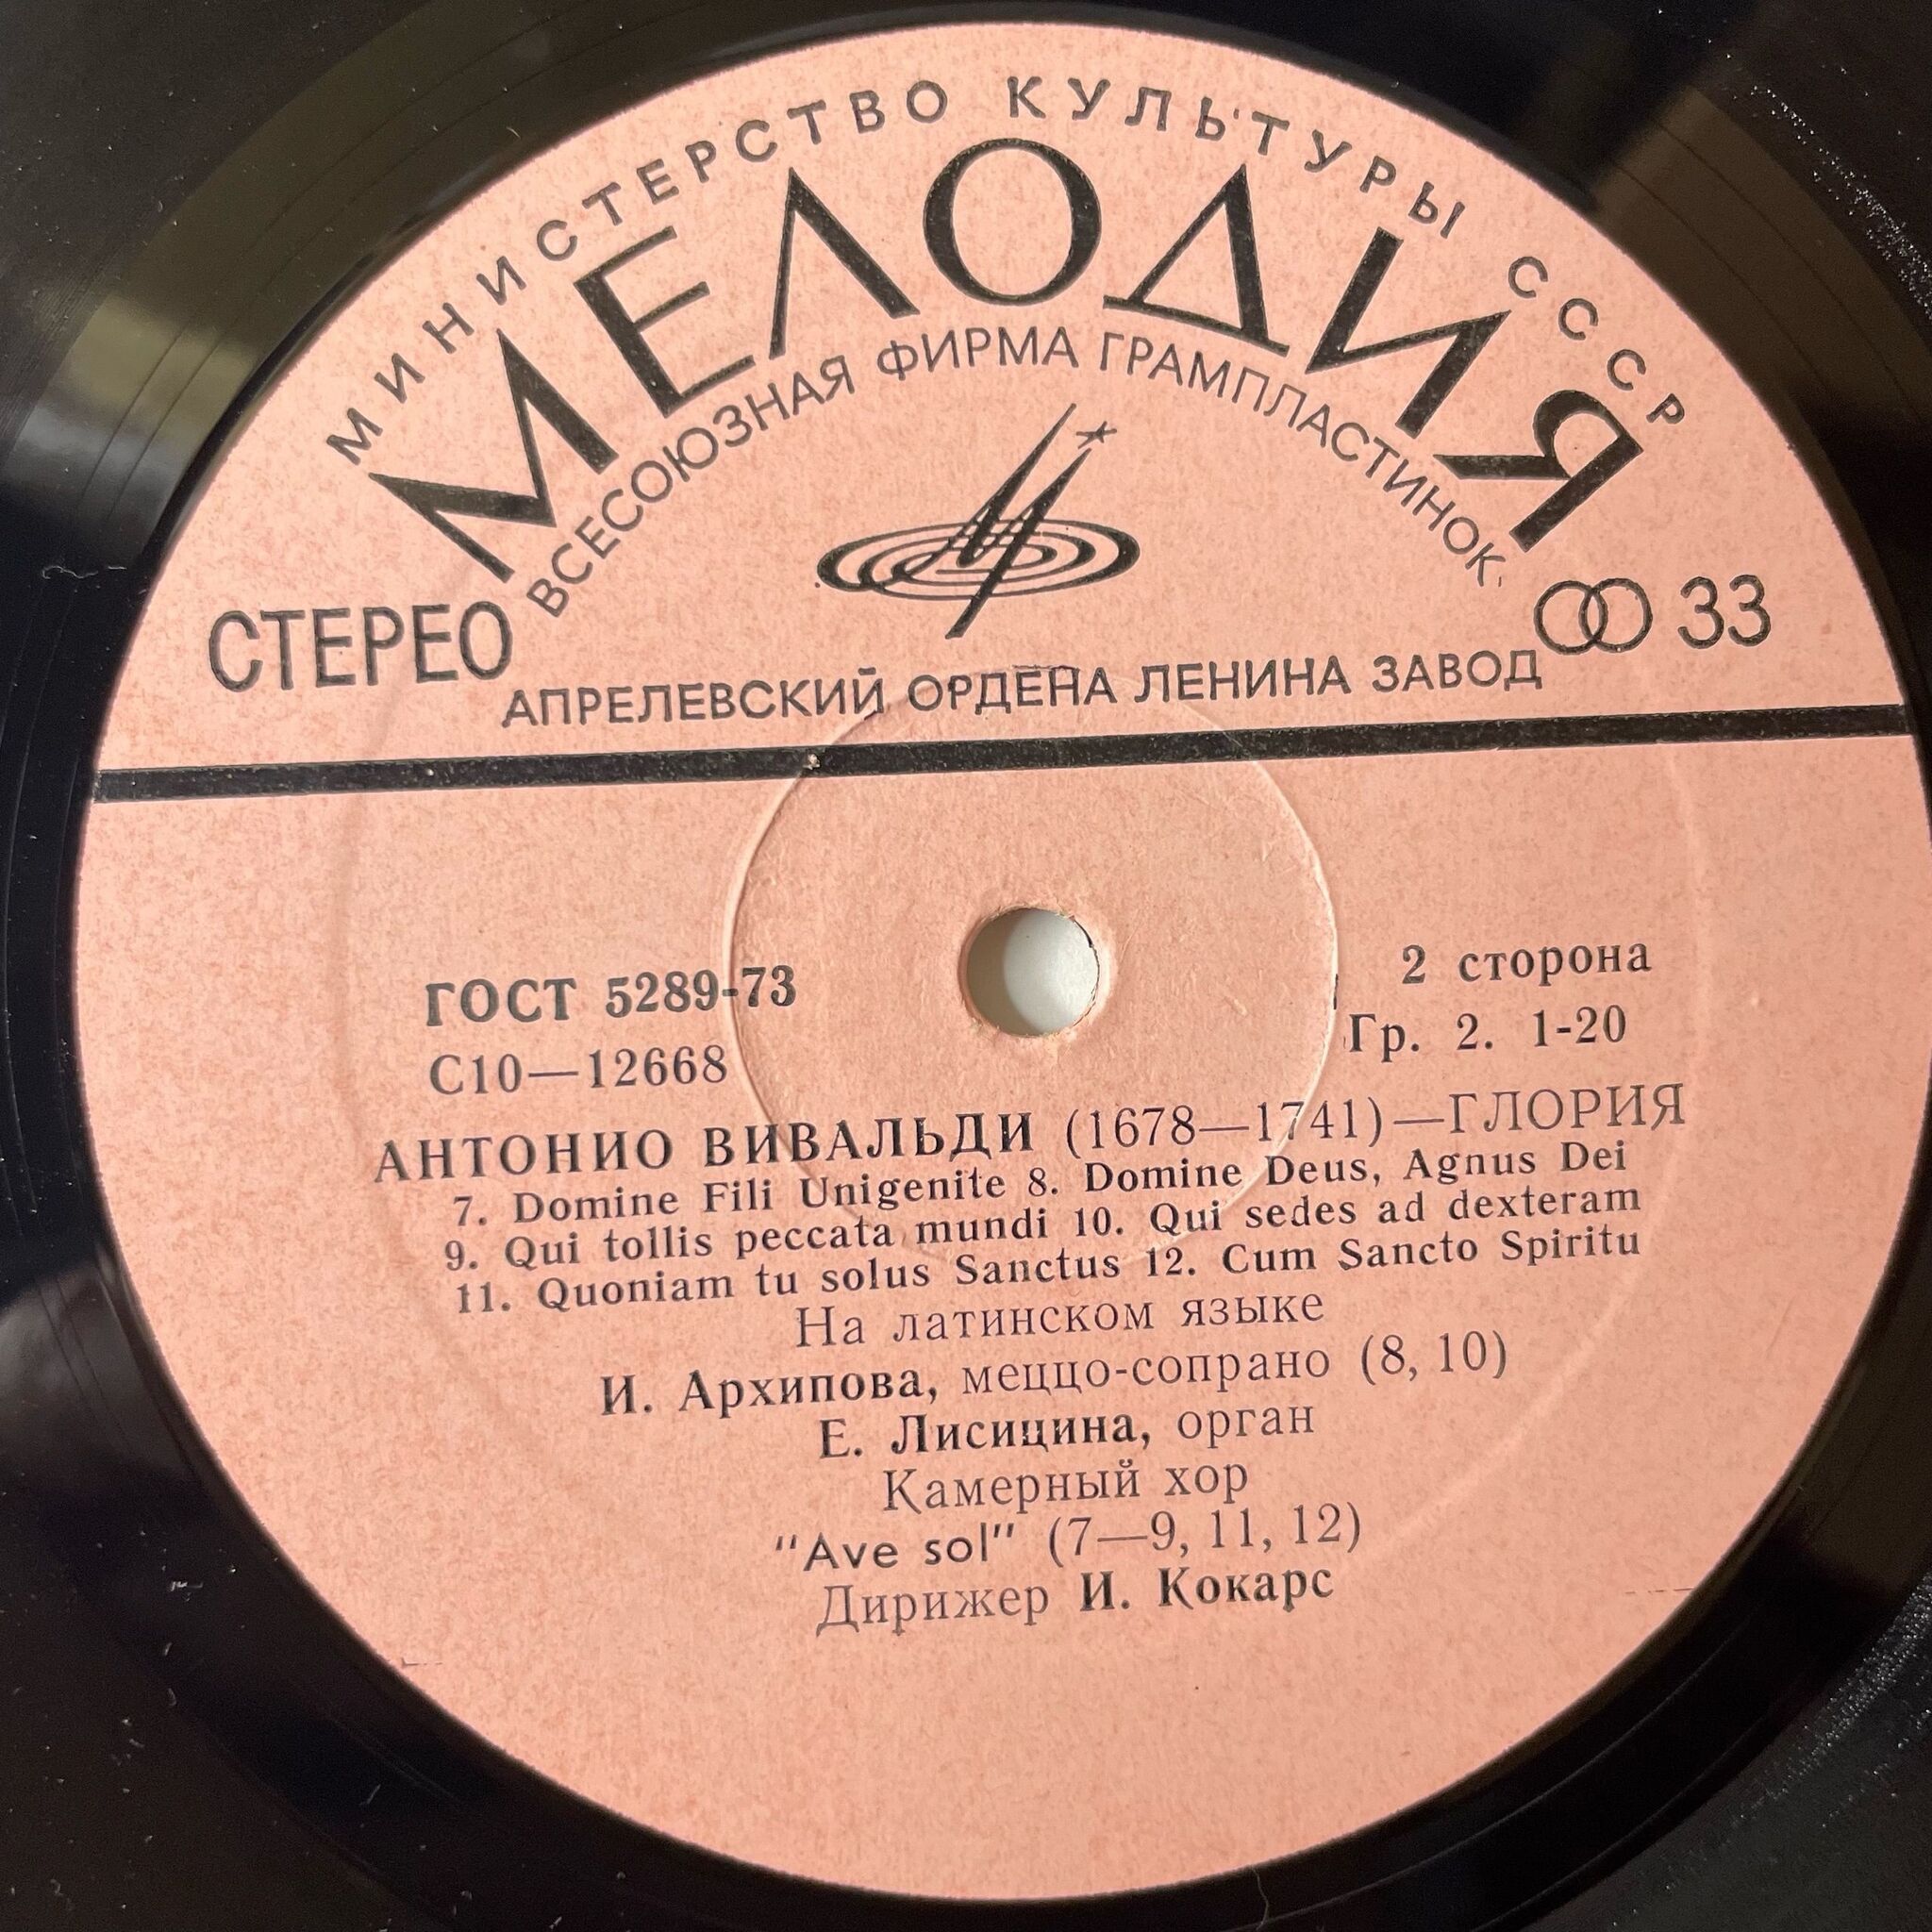 МИНИСТЕРСТВО КУЛЬТУРЫ СССР
МЕЛОДИЯ
ВСЕСОЮЗНАЯ ФИРМА ГРАМПЛАСТИНОК
СТЕРЕО
33
АПРЕЛЕВСКИЙ ОРДЕНА ЛЕНИНА ЗАВОД
ГОСТ 5289-73
2 сторона
С10—12668
Гр. 2. 1-20
АНТОНИО ВИВАЛЬДИ (1678—1741)—ГЛОРИЯ
7. Domine Fili Unigenite 8. Domine Deus, Agnus Dei
9. Qui tollis peccata mundi 10. Qui sedes ad dexteram
11. Quoniam tu solus Sanctus 12. Cum Sancto Spiritu
На латинском языке
И. Архипова, меццо-сопрано (8, 10)
Е. Лисицина, орган
Камерный хор
"Ave sol" (7—9, 11, 12)
Дирижер И. Кокарс